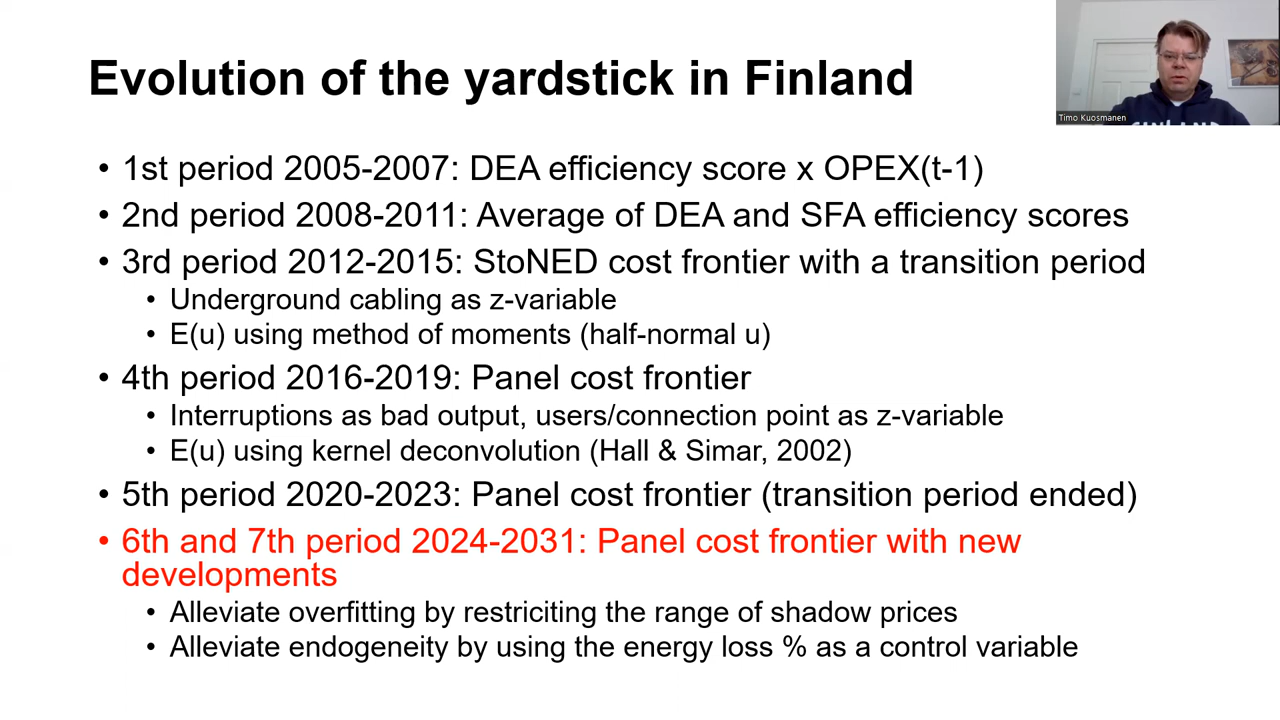 Evolution of the yardstick in Finland
Timo Kuosmanen
FINLAND
• 1st period 2005-2007: DEA efficiency score x OPEX(t-1)
• 2nd period 2008-2011: Average of DEA and SFA efficiency scores
• 3rd period 2012-2015: StoNED cost frontier with a transition period
• Underground cabling as z-variable
• E(u) using method of moments (half-normal u)
• 4th period 2016-2019: Panel cost frontier
• Interruptions as bad output, users/connection point as z-variable
• E(u) using kernel deconvolution (Hall & Simar, 2002)
• 5th period 2020-2023: Panel cost frontier (transition period ended)
• 6th and 7th period 2024-2031: Panel cost frontier with new
developments
• Alleviate overfitting by restriciting the range of shadow prices
• Alleviate endogeneity by using the energy loss % as a control variable